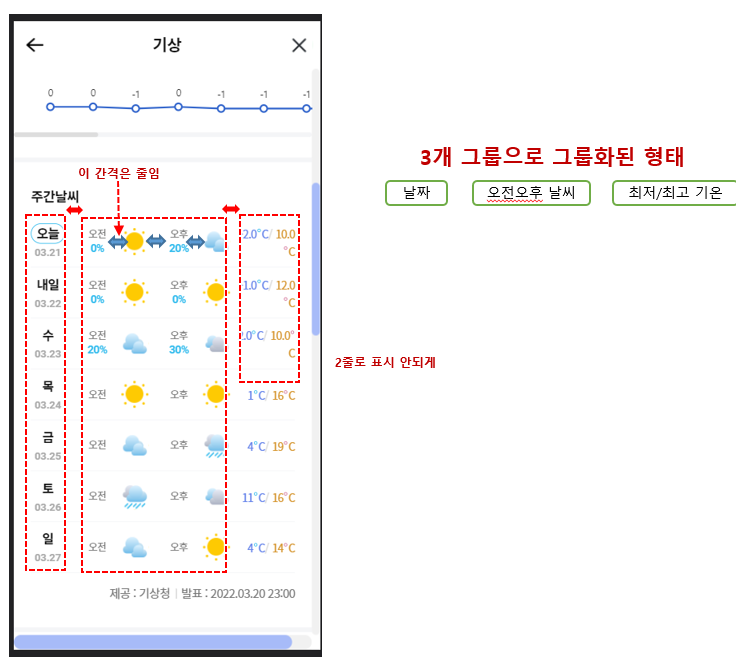 기상
0 0 -1 0 -1 -1 -1
이 간격은 줄임
주간날씨
오늘 오전 오후 2.0°C/ 10.0
03.21 0% 20% °C
내일 오전 오후 1.0°C/ 12.0
03.22 0% 0% °C
수 오전 오후 .0°C/ 10.0°
03.23 20% 30% C
목 오전 오후 1°C/ 16°C
03.24
금 오전 오후 4°C/ 19°C
03.25
토 오전 오후 11°C/ 16°C
03.26
일 오전 오후 4°C/ 14°C
03.27
제공 : 기상청 | 발표 : 2022.03.20 23:00
3개 그룹으로 그룹화된 형태
날짜 오전오후 날씨 최저/최고 기온
2줄로 표시 안되게